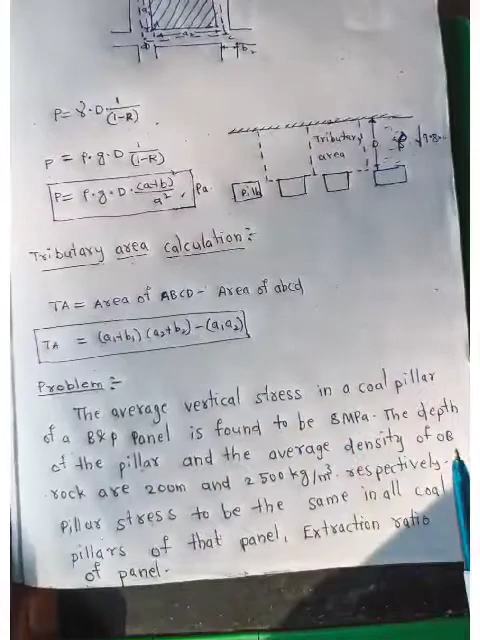 P = γ·D 1/(1-R)
P = ρ·g·D 1/(1-R)
P = ρ·g·D·(a+b)²/a², Pa.
Tributary area
Pill
D
Tributary area calculation:-
TA = Area of ABCD - Area of abcd
TA = (a₁+b₁) (a₂+b₂) - (a₁a₂)
Problem:-
The average vertical stress in a coal pillar
of a B&P Panel is found to be 8MPa. The depth
of the pillar and the average density of OB
rock are 200m and 2500kg/m³. respectively.
Pillar stress to be the same in all coal
pillars of that panel, Extraction ratio
of panel.